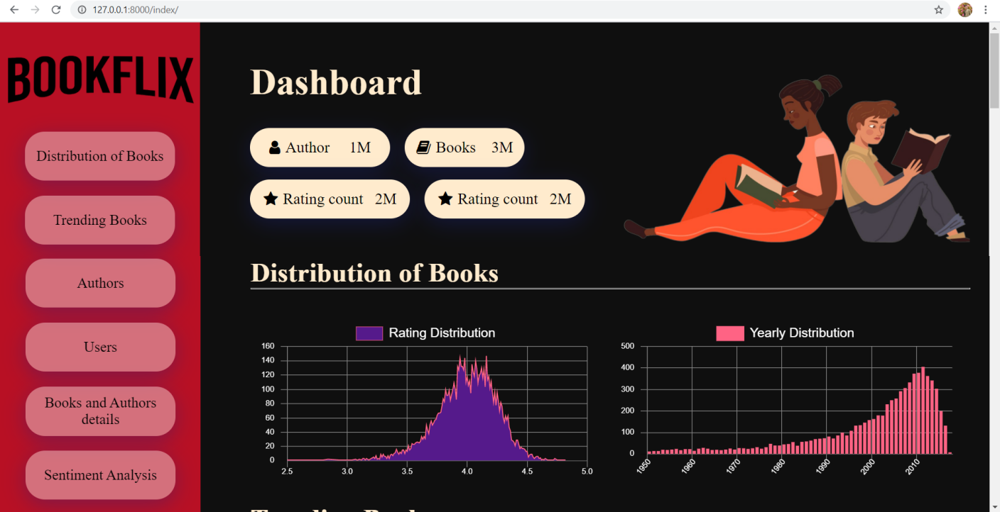 127.0.0.1:8000/index/
BOOKFLIX
Distribution of Books
Trending Books
Authors
Users
Books and Authors
details
Sentiment Analysis
Dashboard
Author 1M
Books 3M
Rating count 2M
Rating count 2M
Distribution of Books
Rating Distribution
160
140
120
100
80
60
40
20
0
2.5 3.0 3.5 4.0 4.5 5.0
Yearly Distribution
500
400
300
200
100
0
1950 1960 1970 1980 1990 2000 2010